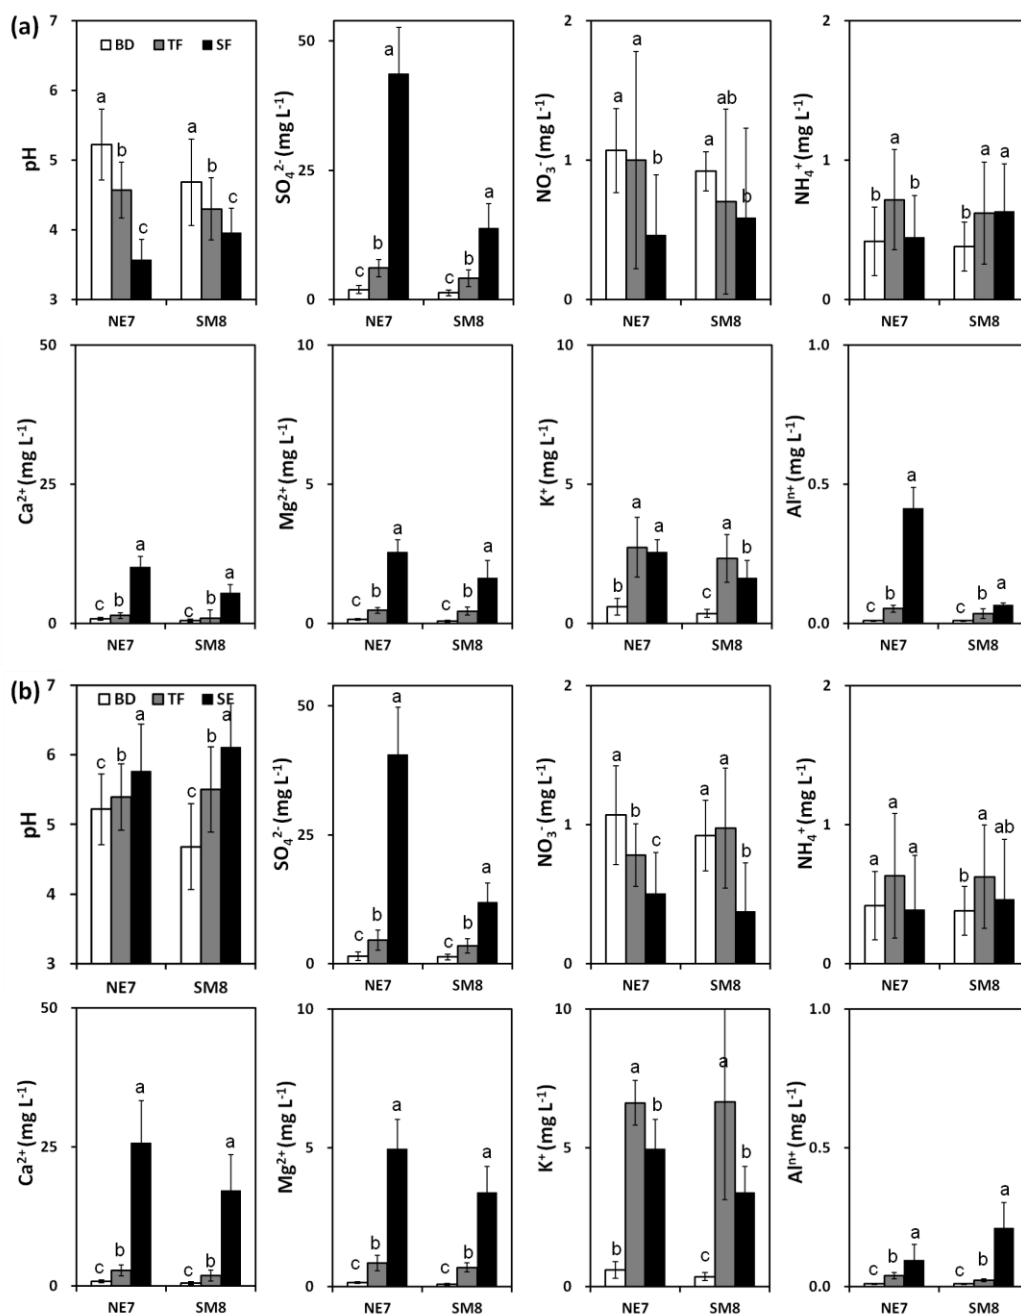 (a)
pH
7
6
5
4
3
BD TF SF
a
b
c
a
b
c
NE7 SM8
SO₄²⁻ (mg L⁻¹)
50
25
0
c
b
a
c
b
a
NE7 SM8
NO₃⁻ (mg L⁻¹)
2
1
0
a
a
b
a
ab
b
NE7 SM8
NH₄⁺ (mg L⁻¹)
2
1
0
b
a
b
b
a
a
NE7 SM8
Ca²⁺ (mg L⁻¹)
50
25
0
c
b
a
c
b
a
NE7 SM8
Mg²⁺ (mg L⁻¹)
10
5
0
c
b
a
c
b
a
NE7 SM8
K⁺ (mg L⁻¹)
10
5
0
b
a
a
c
a
b
NE7 SM8
Alⁿ⁺ (mg L⁻¹)
1.0
0.5
0.0
c
b
a
c
b
a
NE7 SM8
(b)
pH
7
6
5
4
3
BD TF SF
c
b
a
c
b
a
NE7 SM8
SO₄²⁻ (mg L⁻¹)
50
25
0
c
b
a
c
b
a
NE7 SM8
NO₃⁻ (mg L⁻¹)
2
1
0
a
b
c
a
a
b
NE7 SM8
NH₄⁺ (mg L⁻¹)
2
1
0
a
a
a
b
a
ab
NE7 SM8
Ca²⁺ (mg L⁻¹)
50
25
0
c
b
a
c
b
a
NE7 SM8
Mg²⁺ (mg L⁻¹)
10
5
0
c
b
a
c
b
a
NE7 SM8
K⁺ (mg L⁻¹)
10
5
0
b
a
b
c
a
b
NE7 SM8
Alⁿ⁺ (mg L⁻¹)
1.0
0.5
0.0
c
b
a
c
b
a
NE7 SM8